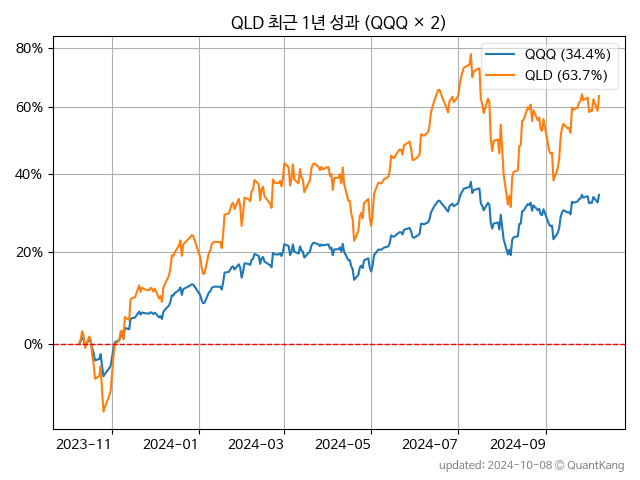 QLD 최근 1년 성과 (QQQ × 2)
QQQ (34.4%)
QLD (63.7%)
80%
60%
40%
20%
0%
2023-11
2024-01
2024-03
2024-05
2024-07
2024-09
updated: 2024-10-08 © QuantKang